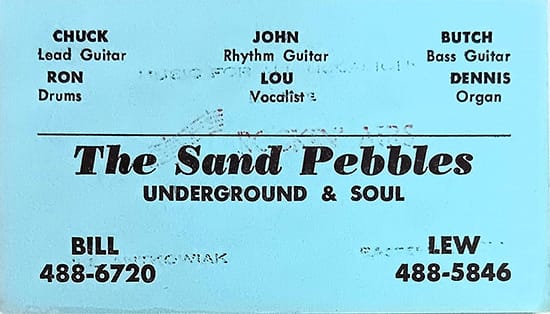 CHUCK JOHN BUTCH
Lead Guitar Rhythm Guitar Bass Guitar
RON LOU DENNIS
Drums Vocalist Organ
The Sand Pebbles
UNDERGROUND & SOUL
BILL LEW
488-6720 488-5846